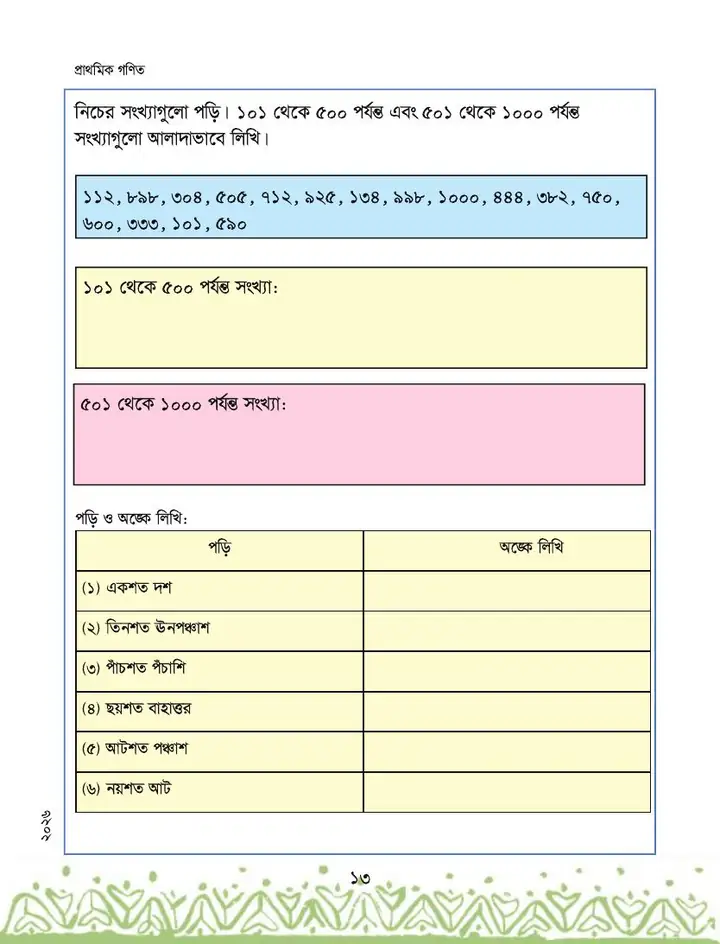 প্রাথমিক গণিত
নিচের সংখ্যাগুলো পড়ি। ১০১ থেকে ৫০০ পর্যন্ত এবং ৫০১ থেকে ১০০০ পর্যন্ত
সংখ্যাগুলো আলাদাভাবে লিখি।
১১২, ৮৯৮, ৩০৪, ৫০৫, ৭১২, ৯২৫, ১৩৪, ৯৯৮, ১০০০, ৪৪৪, ৩৮২, ৭৫০,
৬০০, ৩৩৩, ১০১, ৫৯০
১০১ থেকে ৫০০ পর্যন্ত সংখ্যা:
৫০১ থেকে ১০০০ পর্যন্ত সংখ্যা:
পড়ি ও অঙ্কে লিখি:
পড়ি অঙ্কে লিখি
(১) একশত দশ
(২) তিনশত ঊনপঞ্চাশ
(৩) পাঁচশত পঁচাশি
(৪) ছয়শত বাহাত্তর
(৫) আটশত পঞ্চাশ
(৬) নয়শত আট
২০২৬
১৩